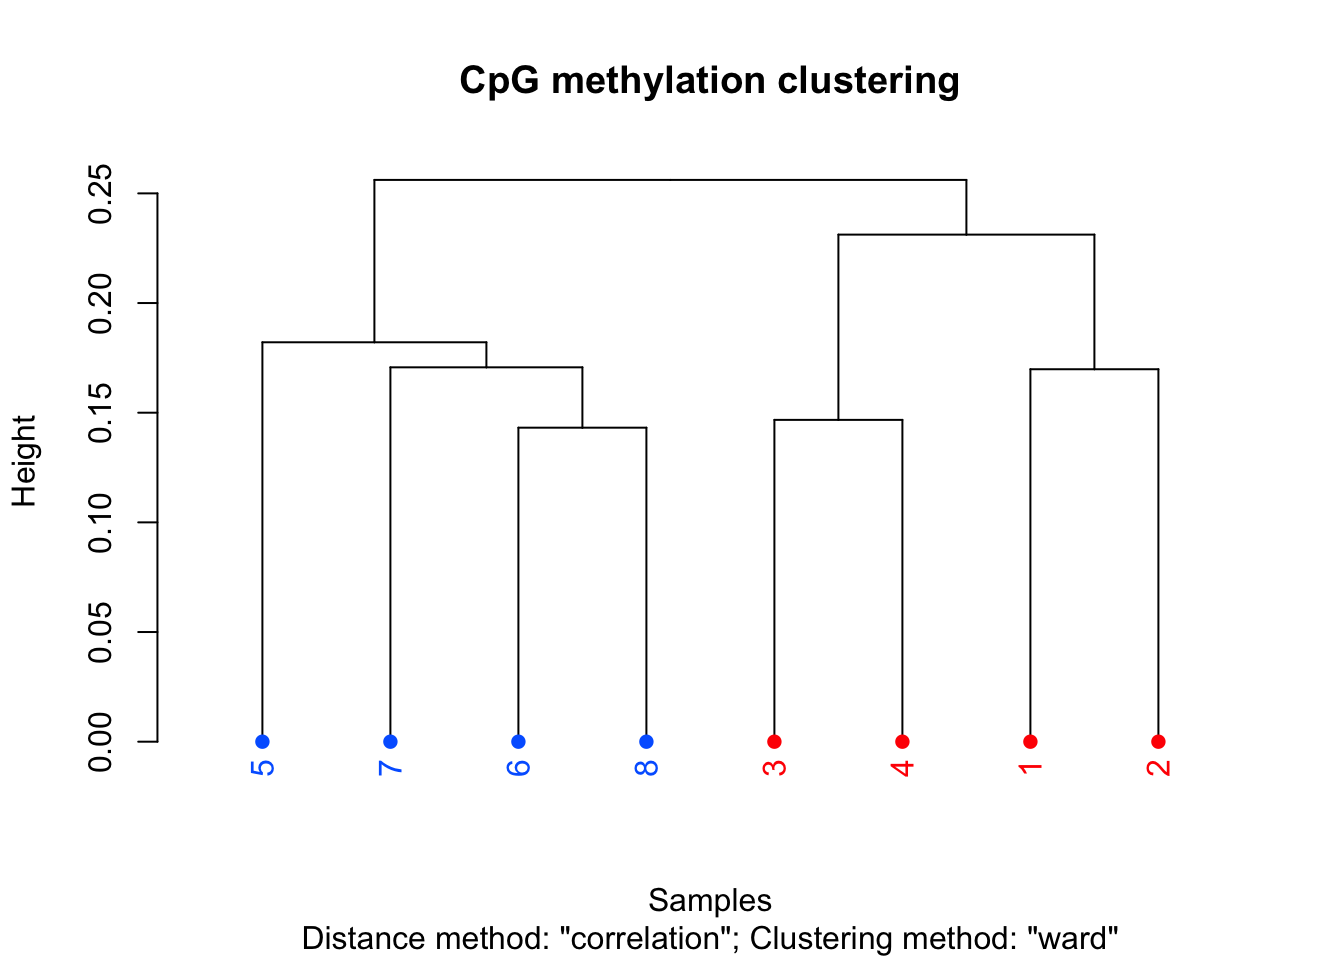 CpG methylation clustering
Height
0.25
0.20
0.15
0.10
0.05
0.00
5 7 6 8 3 4 1 2
Samples
Distance method: "correlation"; Clustering method: "ward"